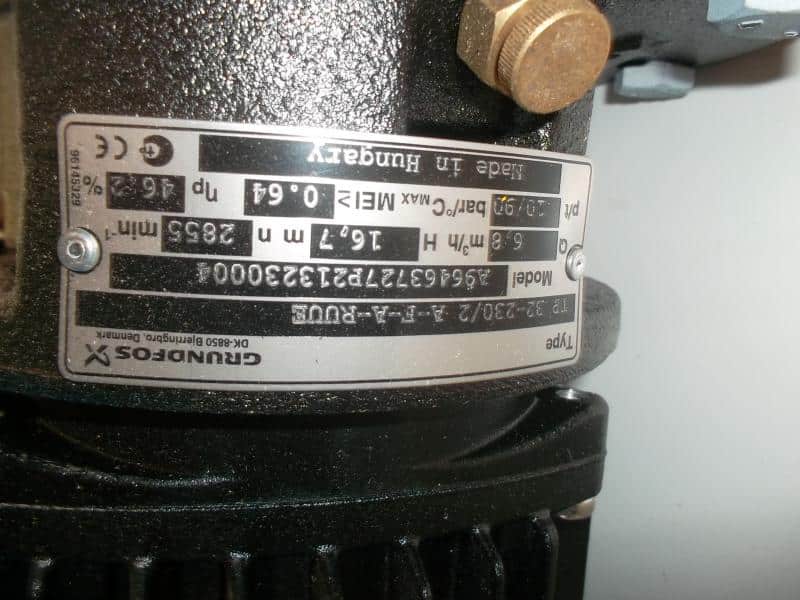 GRUNDFOS
DK-8850 Bjerringbro, Denmark
Type TP 32-230/2 A-F-A-RUUE
Model A96463727P213230004
Q 6,8 m³/h H 16,7 m n 2855 min⁻¹
p/t 10/90 bar/°C MAX MEI≥ 0.64 ηp 46.2 %
Made in Hungary
CE
96145329